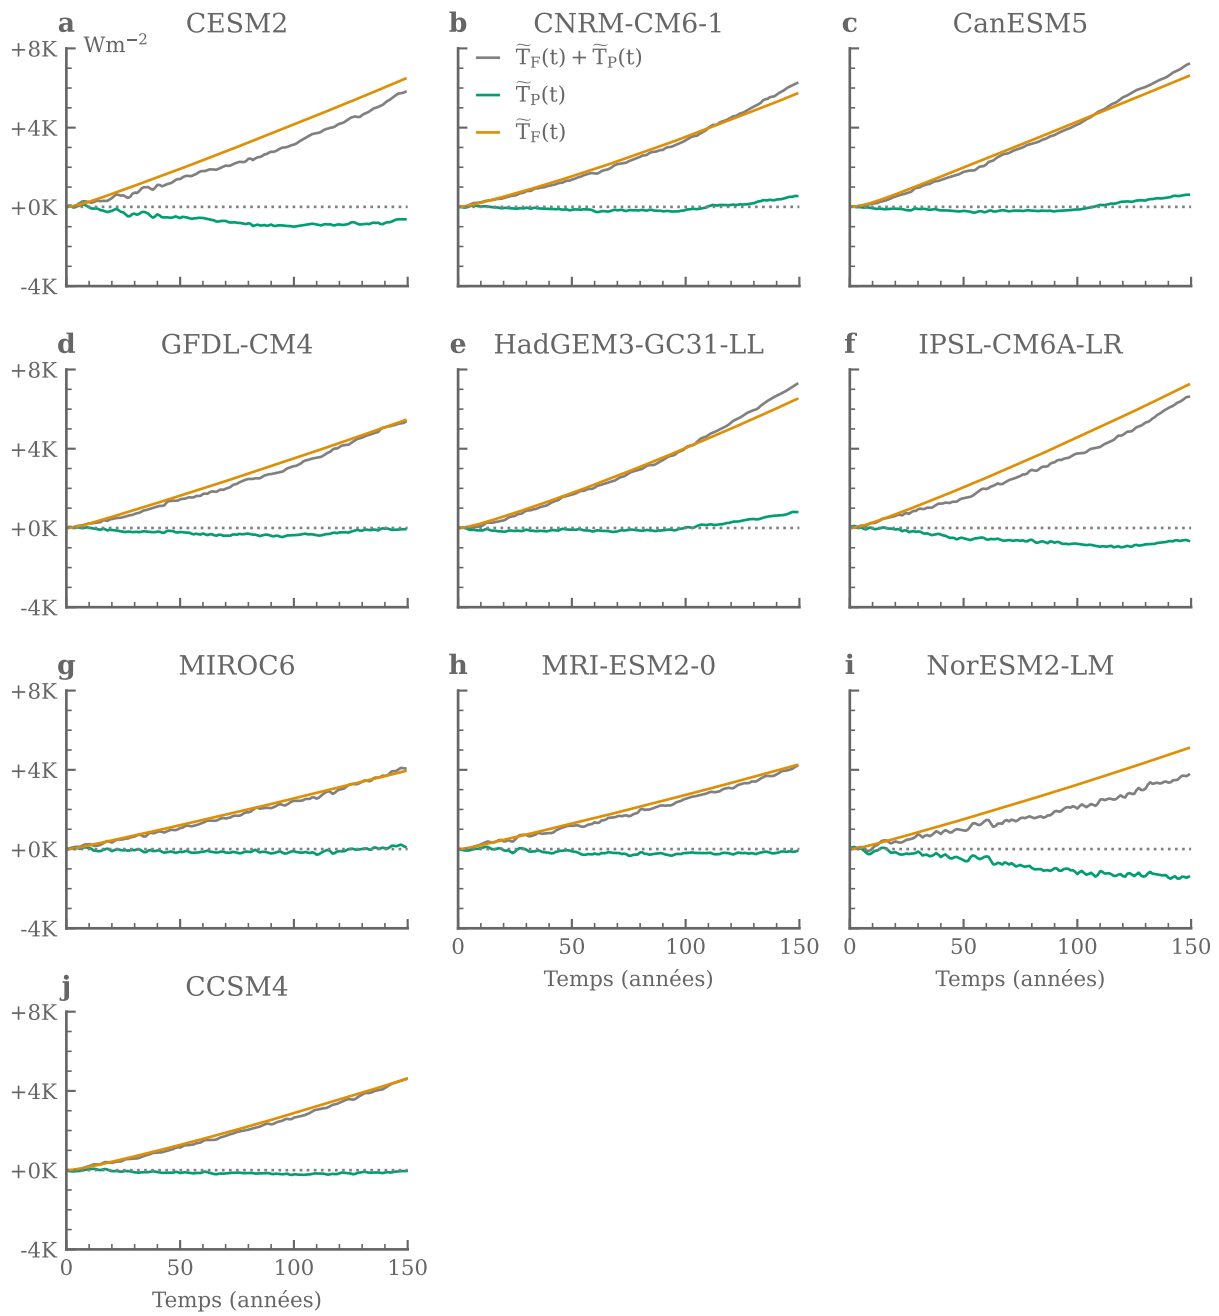 a CESM2
+8K
Wm−2
+4K
+0K
-4K
b CNRM-CM6-1
T̃F(t) + T̃P(t)
T̃P(t)
T̃F(t)
c CanESM5
d GFDL-CM4
+8K
+4K
+0K
-4K
e HadGEM3-GC31-LL
f IPSL-CM6A-LR
g MIROC6
+8K
+4K
+0K
-4K
h MRI-ESM2-0
0 50 100 150
Temps (années)
i NorESM2-LM
0 50 100 150
Temps (années)
j CCSM4
+8K
+4K
+0K
-4K
0 50 100 150
Temps (années)